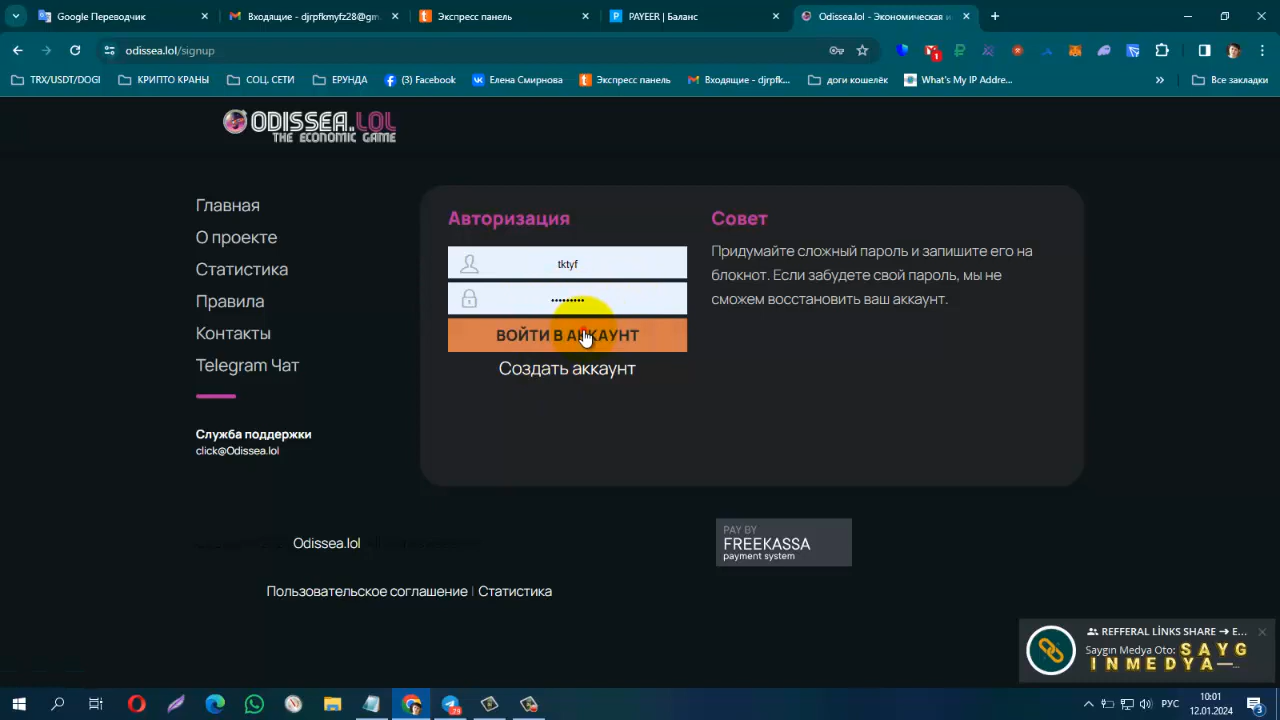 Google Переводчик
Входящие - djrpfkmyfz28@gm
Экспресс панель
PAYEER | Баланс
Odissea.lol - Экономическая и
odissea.lol/signup
TRX/USDT/DOGI
КРИПТО КРАНЫ
СОЦ. СЕТИ
ЕРУНДА
(3) Facebook
Елена Смирнова
Экспресс панель
Входящие - djrpfk...
доги кошелёк
What's My IP Addre...
Все закладки
ODISSEA.LOL
THE ECONOMIC GAME
Главная
О проекте
Статистика
Правила
Контакты
Telegram Чат
Служба поддержки
click@Odissea.lol
Авторизация
tktyf
•••••••••
ВОЙТИ В АККАУНТ
Создать аккаунт
Совет
Придумайте сложный пароль и запишите его на
блокнот. Если забудете свой пароль, мы не
сможем восстановить ваш аккаунт.
Odissea.lol
PAY BY
FREEKASSA
payment system
Пользовательское соглашение | Статистика
REFFERAL LİNKS SHARE ➔ E...
Saygın Medya Oto: S A Y G
I N M E D Y A —...
РУС
10:01
12.01.2024
3